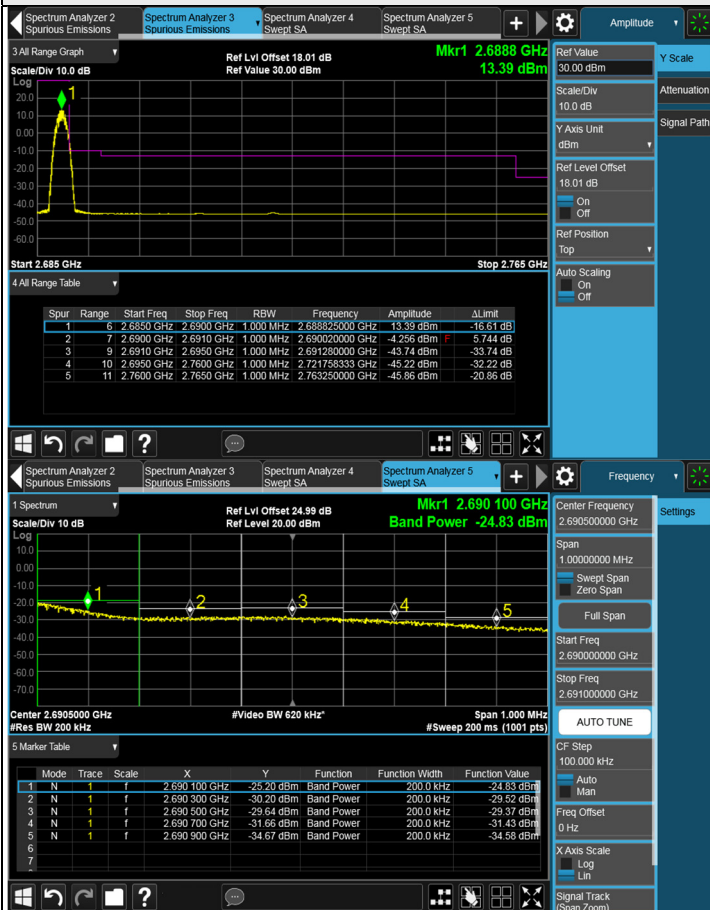 Spectrum Analyzer 2 Spectrum Analyzer 3 Spectrum Analyzer 4 Spectrum Analyzer 5
Spurious Emissions Spurious Emissions Swept SA Swept SA
+
Amplitude
3 All Range Graph
Ref Lvl Offset 18.01 dB
Mkr1 2.6888 GHz
Scale/Div 10.0 dB
Ref Value 30.00 dBm
13.39 dBm
Log
20.0
10.0
0.00
-10.0
-20.0
-30.0
-40.0
-50.0
-60.0
1
Start 2.685 GHz
Stop 2.765 GHz
Ref Value
30.00 dBm
Scale/Div
10.0 dB
Y Axis Unit
dBm
Ref Level Offset
18.01 dB
On
Off
Ref Position
Top
Auto Scaling
On
Off
Y Scale
Attenuation
Signal Path
4 All Range Table
Spur Range Start Freq Stop Freq RBW Frequency Amplitude ΔLimit
1 6 2.6850 GHz 2.6900 GHz 1.000 MHz 2.688825000 GHz 13.39 dBm -16.61 dB
2 7 2.6900 GHz 2.6910 GHz 1.000 MHz 2.690020000 GHz -4.256 dBm F 5.744 dB
3 9 2.6910 GHz 2.6950 GHz 1.000 MHz 2.691280000 GHz -43.74 dBm -33.74 dB
4 10 2.6950 GHz 2.7600 GHz 1.000 MHz 2.721758333 GHz -45.22 dBm -32.22 dB
5 11 2.7600 GHz 2.7650 GHz 1.000 MHz 2.763250000 GHz -45.86 dBm -20.86 dB
?
Spectrum Analyzer 2 Spectrum Analyzer 3 Spectrum Analyzer 4 Spectrum Analyzer 5
Spurious Emissions Spurious Emissions Swept SA Swept SA
+
Frequency
1 Spectrum
Ref Lvl Offset 24.99 dB
Mkr1 2.690 100 GHz
Scale/Div 10 dB
Ref Level 20.00 dBm
Band Power -24.83 dBm
Log
10.0
0.00
-10.0
-20.0
-30.0
-40.0
-50.0
-60.0
-70.0
1
2
3
4
5
Center 2.6905000 GHz
#Video BW 620 kHz*
Span 1.000 MHz
#Res BW 200 kHz
#Sweep 200 ms (1001 pts)
Center Frequency
2.690500000 GHz
Span
1.00000000 MHz
Swept Span
Zero Span
Full Span
Start Freq
2.690000000 GHz
Stop Freq
2.691000000 GHz
AUTO TUNE
CF Step
100.000 kHz
Auto
Man
Freq Offset
0 Hz
X Axis Scale
Log
Lin
Signal Track
(Span Zoom)
Settings
5 Marker Table
Mode Trace Scale X Y Function Function Width Function Value
1 N 1 f 2.690 100 GHz -25.20 dBm Band Power 200.0 kHz -24.83 dBm
2 N 1 f 2.690 300 GHz -30.20 dBm Band Power 200.0 kHz -29.52 dBm
3 N 1 f 2.690 500 GHz -29.64 dBm Band Power 200.0 kHz -29.37 dBm
4 N 1 f 2.690 700 GHz -31.66 dBm Band Power 200.0 kHz -31.43 dBm
5 N 1 f 2.690 900 GHz -34.67 dBm Band Power 200.0 kHz -34.58 dBm
6
7
?